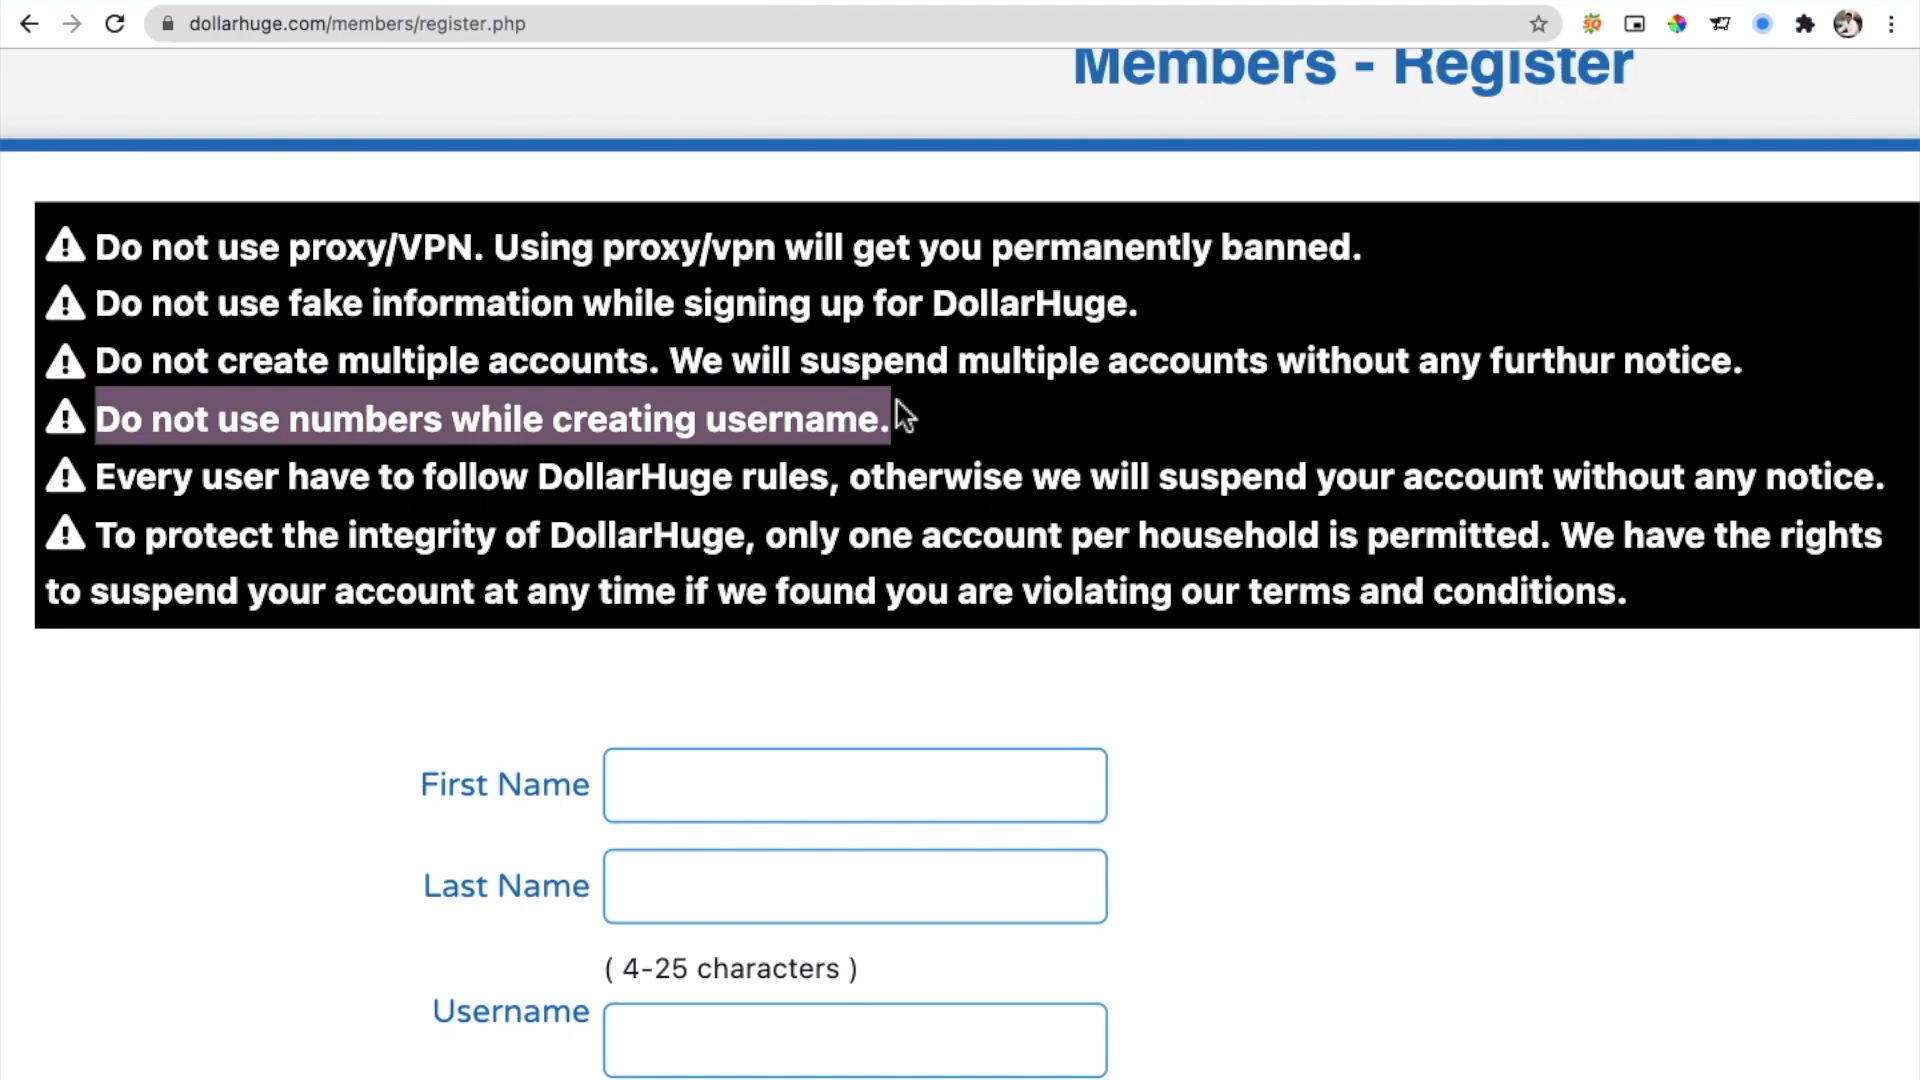 dollarhuge.com/members/register.php
SQ
Members - Register
Do not use proxy/VPN. Using proxy/vpn will get you permanently banned.
Do not use fake information while signing up for DollarHuge.
Do not create multiple accounts. We will suspend multiple accounts without any furthur notice.
Do not use numbers while creating username.
Every user have to follow DollarHuge rules, otherwise we will suspend your account without any notice.
To protect the integrity of DollarHuge, only one account per household is permitted. We have the rights
to suspend your account at any time if we found you are violating our terms and conditions.
First Name
Last Name
( 4-25 characters )
Username